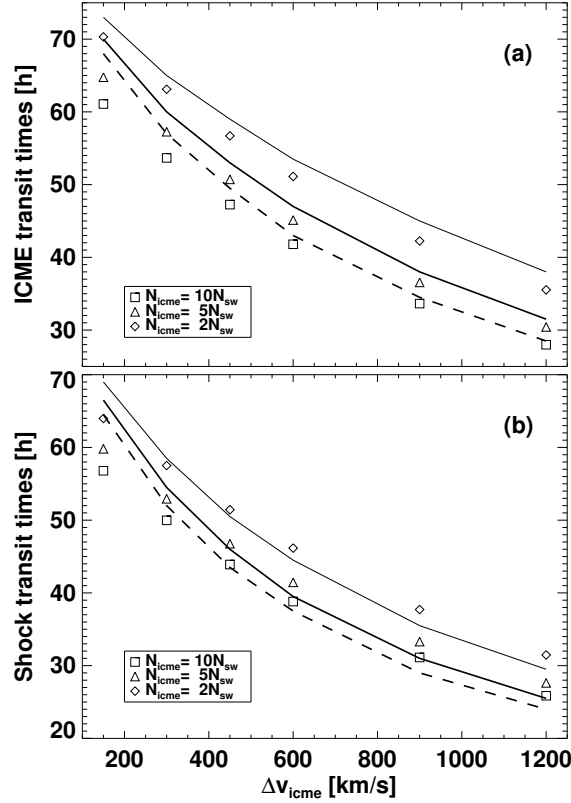 (a)
ICME transit times [h]
70
60
50
40
30
N_icme= 10N_sw
N_icme= 5N_sw
N_icme= 2N_sw
(b)
Shock transit times [h]
70
60
50
40
30
20
N_icme= 10N_sw
N_icme= 5N_sw
N_icme= 2N_sw
200 400 600 800 1000 1200
Δv_icme [km/s]